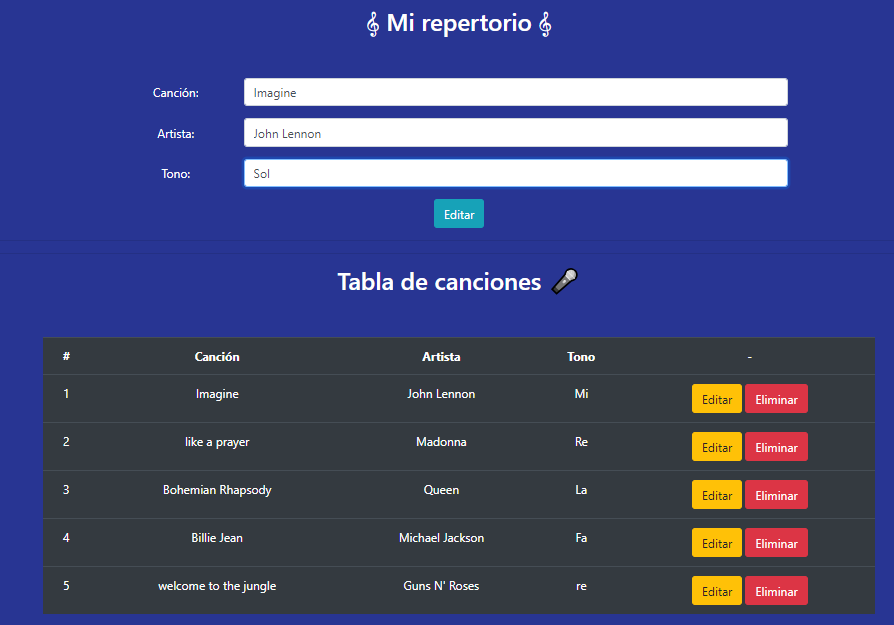 𝄞 Mi repertorio 𝄞
Canción: Imagine
Artista: John Lennon
Tono: Sol
Editar
Tabla de canciones 🎤
# Canción Artista Tono -
1 Imagine John Lennon Mi Editar Eliminar
2 like a prayer Madonna Re Editar Eliminar
3 Bohemian Rhapsody Queen La Editar Eliminar
4 Billie Jean Michael Jackson Fa Editar Eliminar
5 welcome to the jungle Guns N' Roses re Editar Eliminar